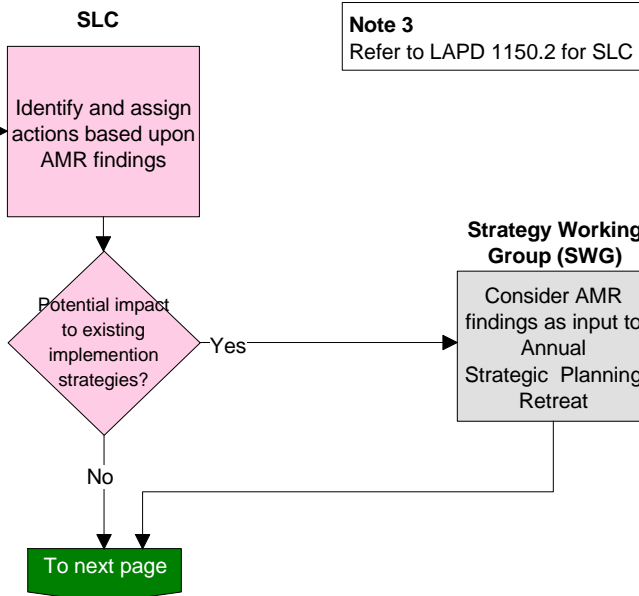 SLC
Note 3
Refer to LAPD 1150.2 for SLC
Identify and assign
actions based upon
AMR findings
Strategy Working
Group (SWG)
Potential impact
to existing
implemention
strategies?
Yes
Consider AMR
findings as input to
Annual
Strategic Planning
Retreat
No
To next page